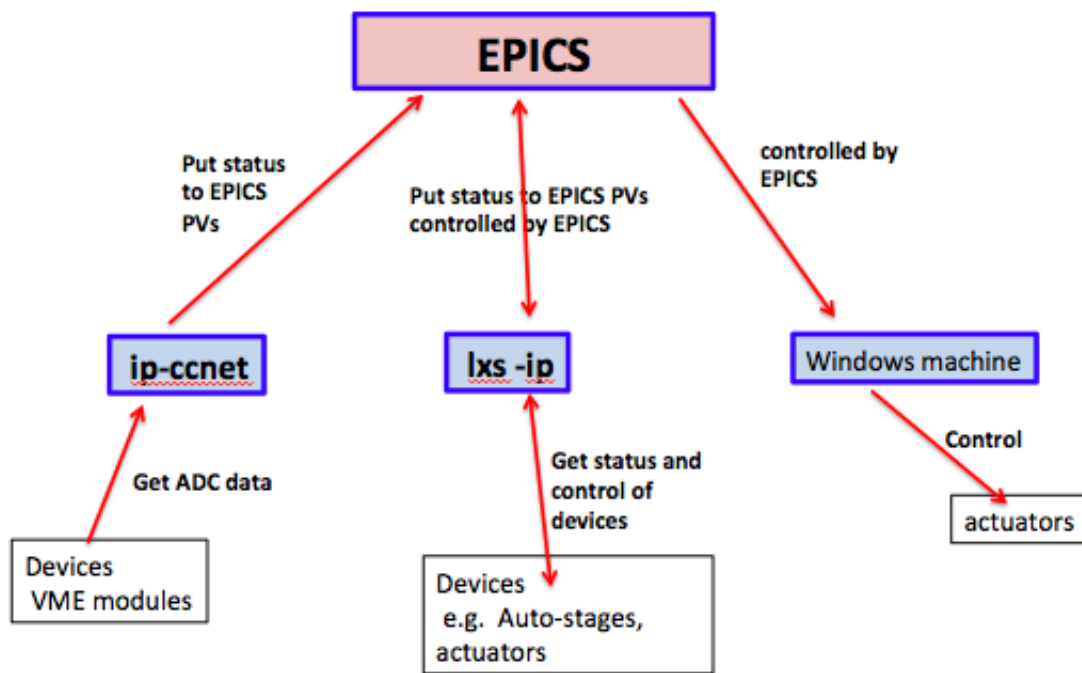 EPICS
Put status
to EPICS
PVs
Put status to EPICS PVs
controlled by EPICS
controlled by
EPICS
ip-ccnet
lxs -ip
Windows machine
Get ADC data
Get status and
control of
devices
Control
Devices
VME modules
Devices
e.g. Auto-stages,
actuators
actuators